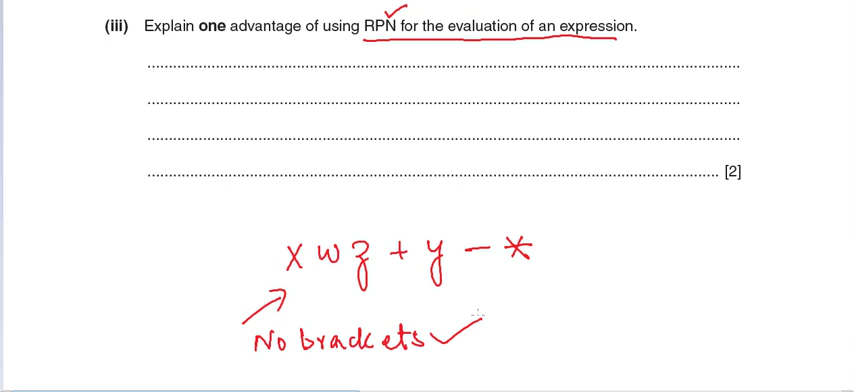 (iii) Explain one advantage of using RPN for the evaluation of an expression.
[2]
x w z + y - *
No brackets